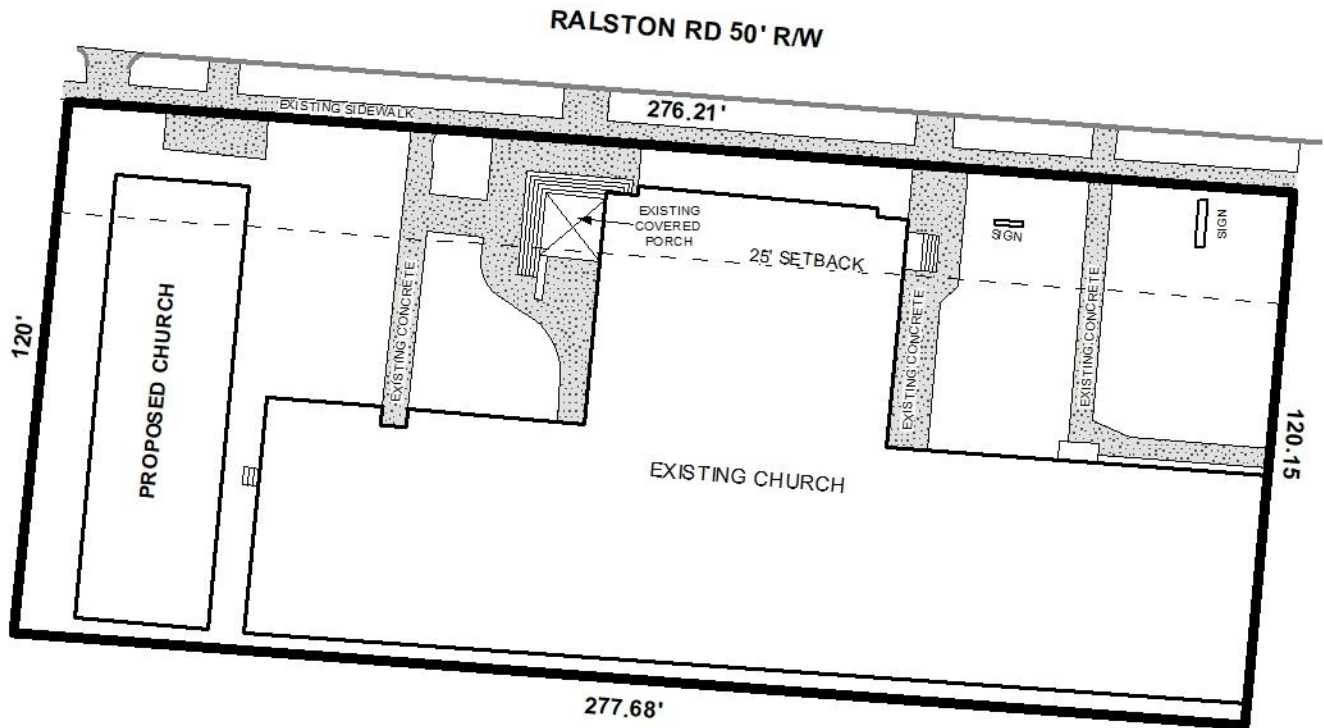 RALSTON RD 50' R/W
276.21'
EXISTING SIDEWALK
EXISTING
COVERED
PORCH
SIGN
SIGN
25' SETBACK
120'
PROPOSED CHURCH
EXISTING CONCRETE
EXISTING CONCRETE
EXISTING CONCRETE
120.15
EXISTING CHURCH
277.68'